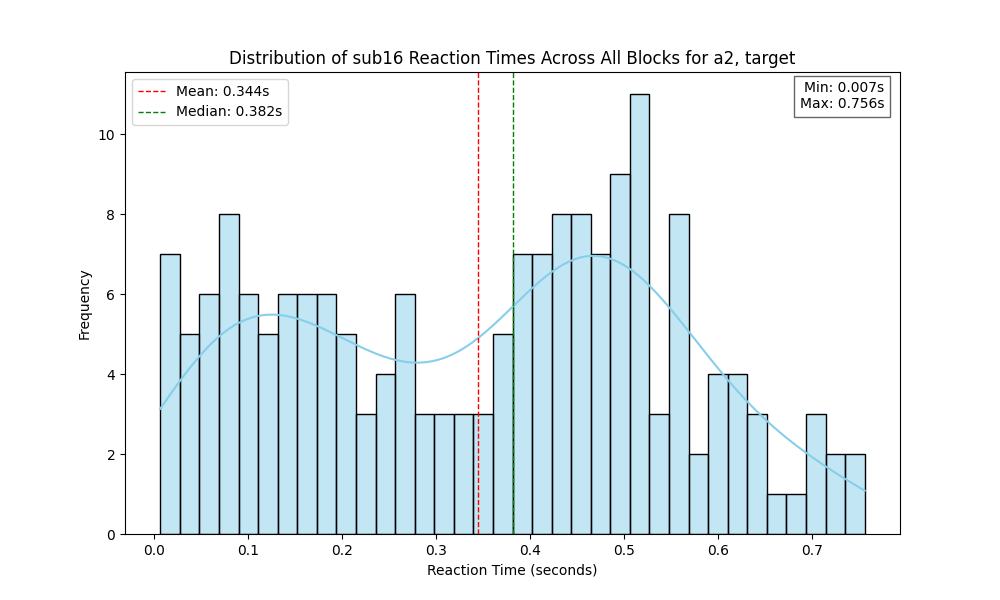 Distribution of sub16 Reaction Times Across All Blocks for a2, target
Mean: 0.344s
Median: 0.382s
Min: 0.007s
Max: 0.756s
Frequency
10
8
6
4
2
0
0.0 0.1 0.2 0.3 0.4 0.5 0.6 0.7
Reaction Time (seconds)